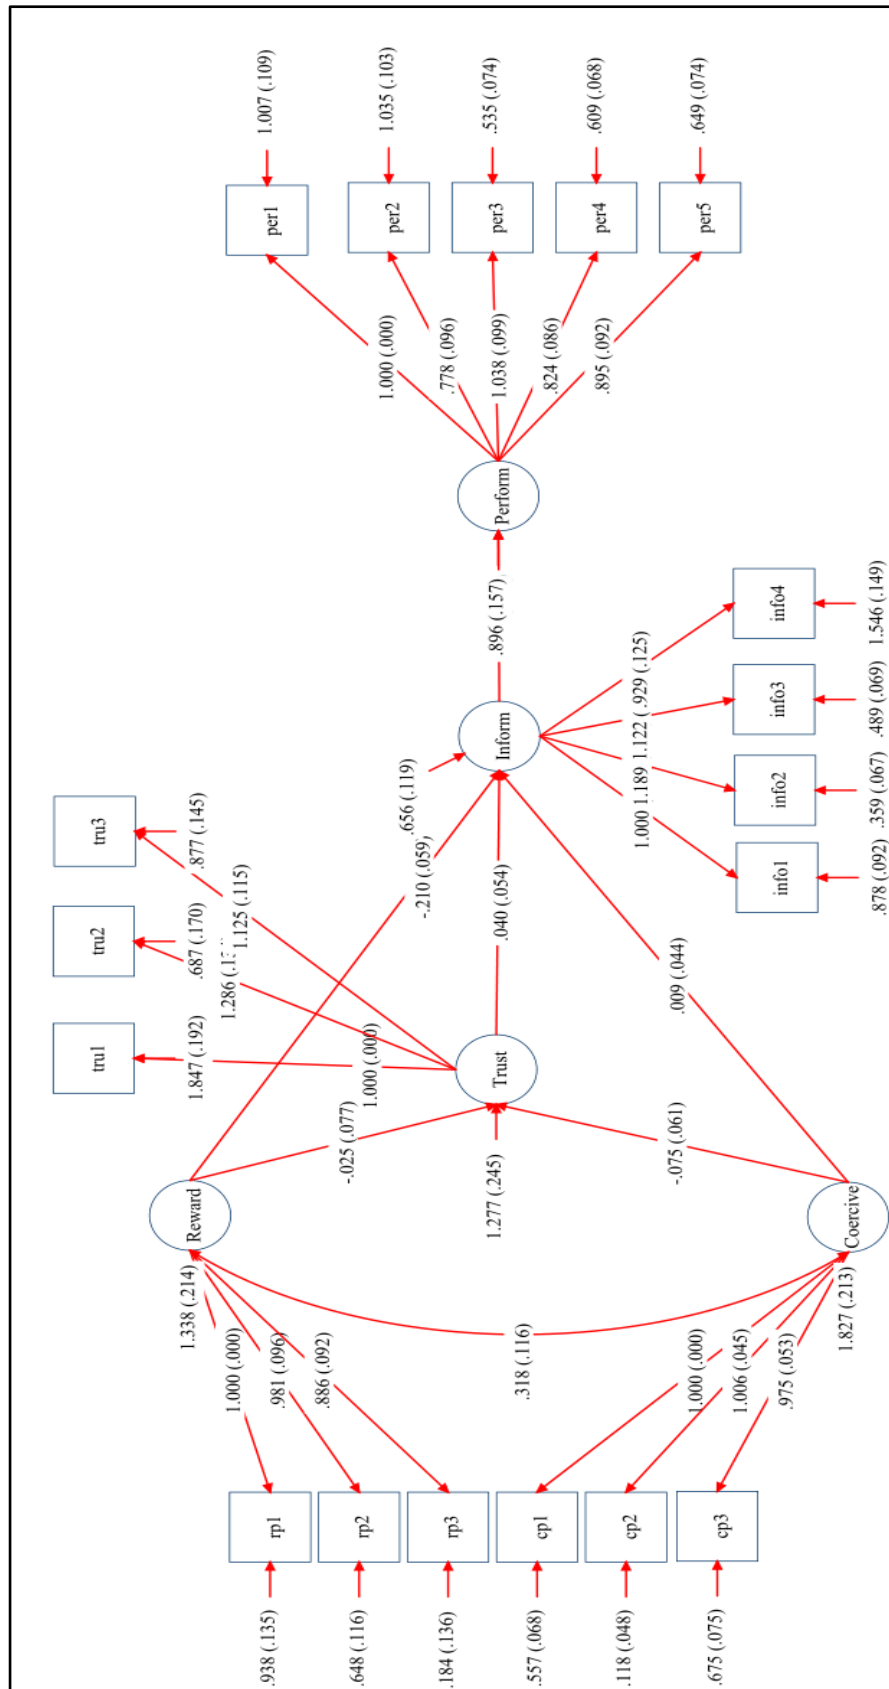 .938 (.135)
rp1
.648 (.116)
rp2
.184 (.136)
rp3
.557 (.068)
cp1
.118 (.048)
cp2
.675 (.075)
cp3
1.000 (.000)
.981 (.096)
.886 (.092)
1.000 (.000)
1.006 (.045)
.975 (.053)
1.338 (.214)
Reward
.318 (.116)
1.827 (.213)
Coercive
-.025 (.077)
1.277 (.245)
-.075 (.061)
Trust
tru1
1.847 (.192)
1.000 (.000)
tru2
.687 (.170)
1.286
tru3
.877 (.145)
1.125 (.115)
-.210 (.059)
.040 (.054)
.009 (.044)
.656 (.119)
Inform
1.000
1.189
1.122
.929 (.125)
info1
.878 (.092)
info2
.359 (.067)
info3
.489 (.069)
info4
1.546 (.149)
.896 (.157)
Perform
1.000 (.000)
.778 (.096)
1.038 (.099)
.824 (.086)
.895 (.092)
per1
1.007 (.109)
per2
1.035 (.103)
per3
.535 (.074)
per4
.609 (.068)
per5
.649 (.074)